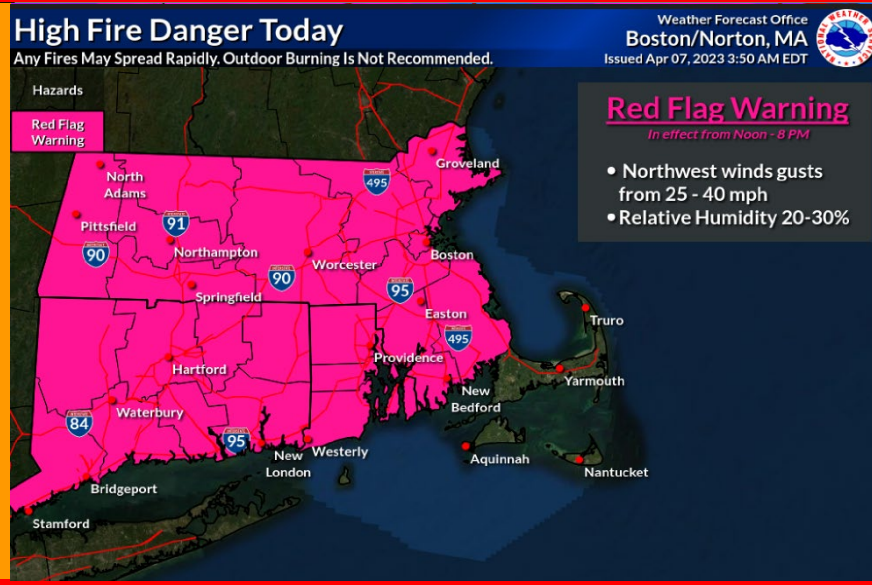 High Fire Danger Today
Any Fires May Spread Rapidly. Outdoor Burning Is Not Recommended.
Weather Forecast Office
Boston/Norton, MA
Issued Apr 07, 2023 3:50 AM EDT
NATIONAL WEATHER SERVICE
Hazards
Red Flag
Warning
Red Flag Warning
In effect from Noon - 8 PM
• Northwest winds gusts
from 25 - 40 mph
• Relative Humidity 20-30%
North
Adams
Groveland
495
Pittsfield
91
90
Northampton
Worcester
Boston
90
Springfield
95
Easton
Truro
495
Providence
Hartford
Yarmouth
New
Bedford
Waterbury
84
95
New
London
Westerly
Aquinnah
Nantucket
Bridgeport
Stamford